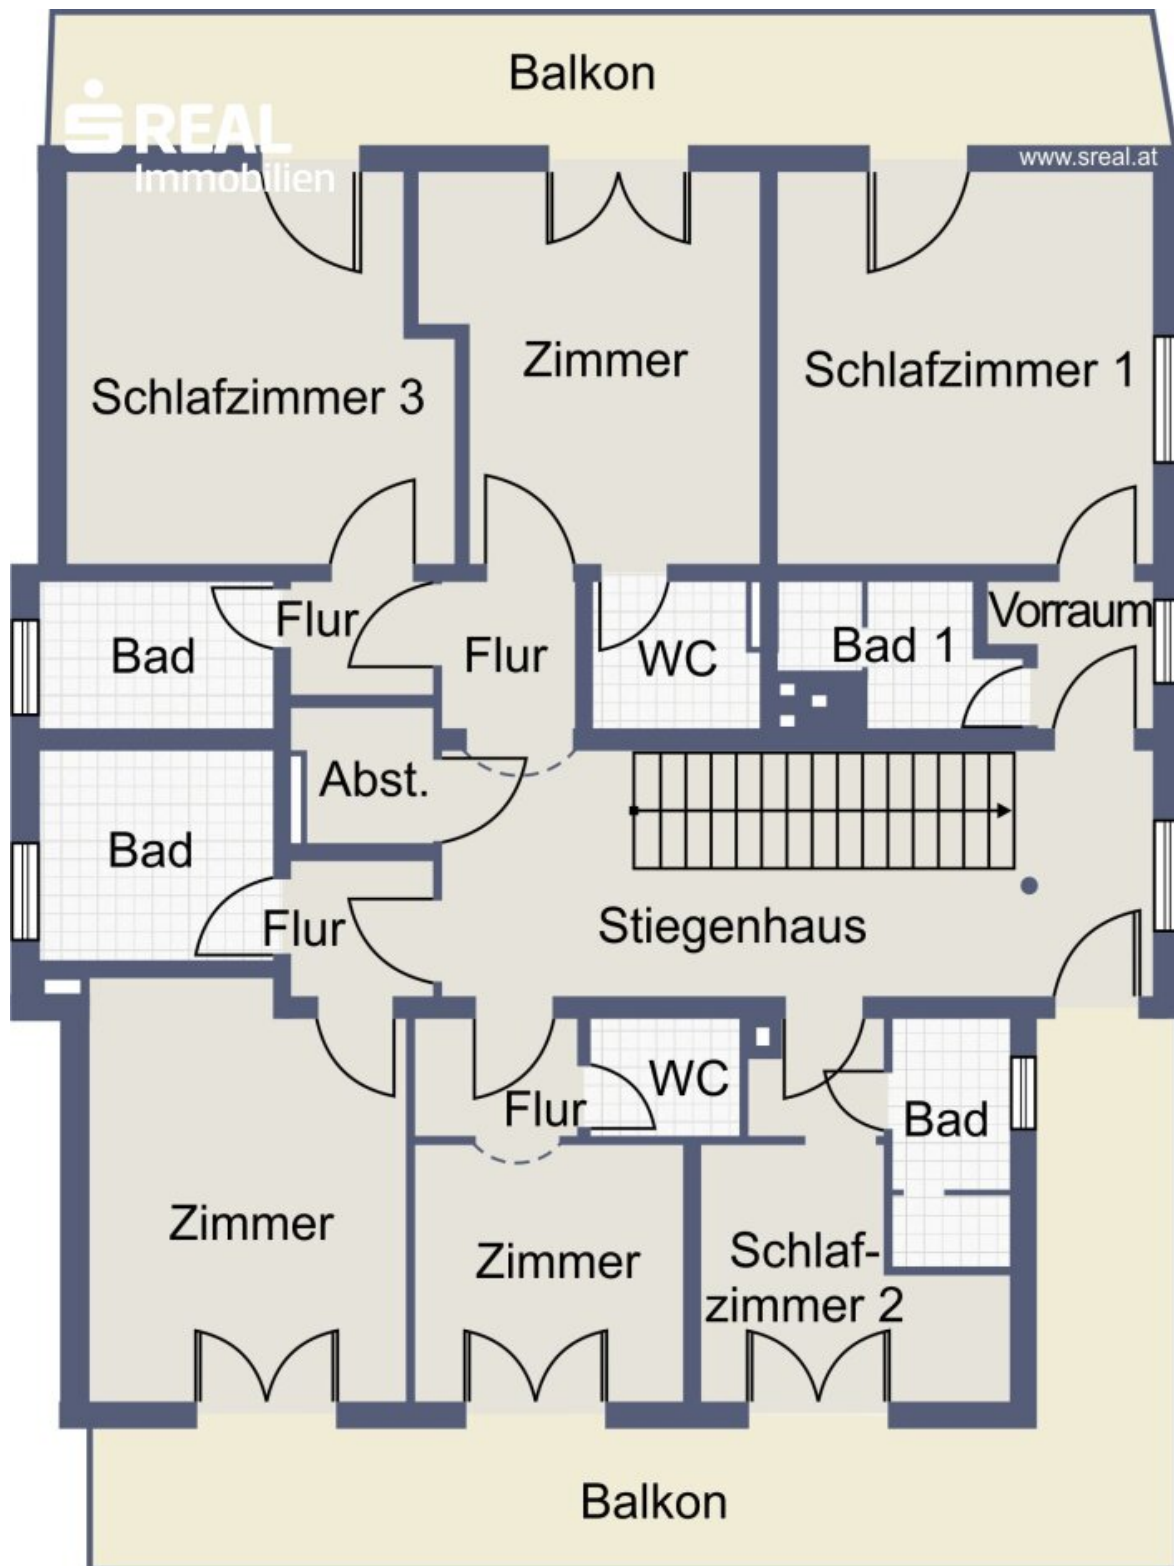 Balkon
S REAL
Immobilien
www.sreal.at
Zimmer
Schlafzimmer 3
Schlafzimmer 1
Flur
Vorraum
Bad
Flur
WC
Bad 1
Abst.
Bad
Flur
Stiegenhaus
WC
Flur
Bad
Zimmer
Zimmer
Schlaf-
zimmer 2
Balkon